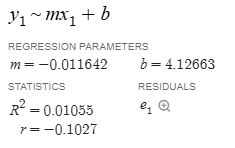 y₁ ~ mx₁ + b
REGRESSION PARAMETERS
m = −0.011642 b = 4.12663
STATISTICS RESIDUALS
R² = 0.01055 e₁
r = −0.1027